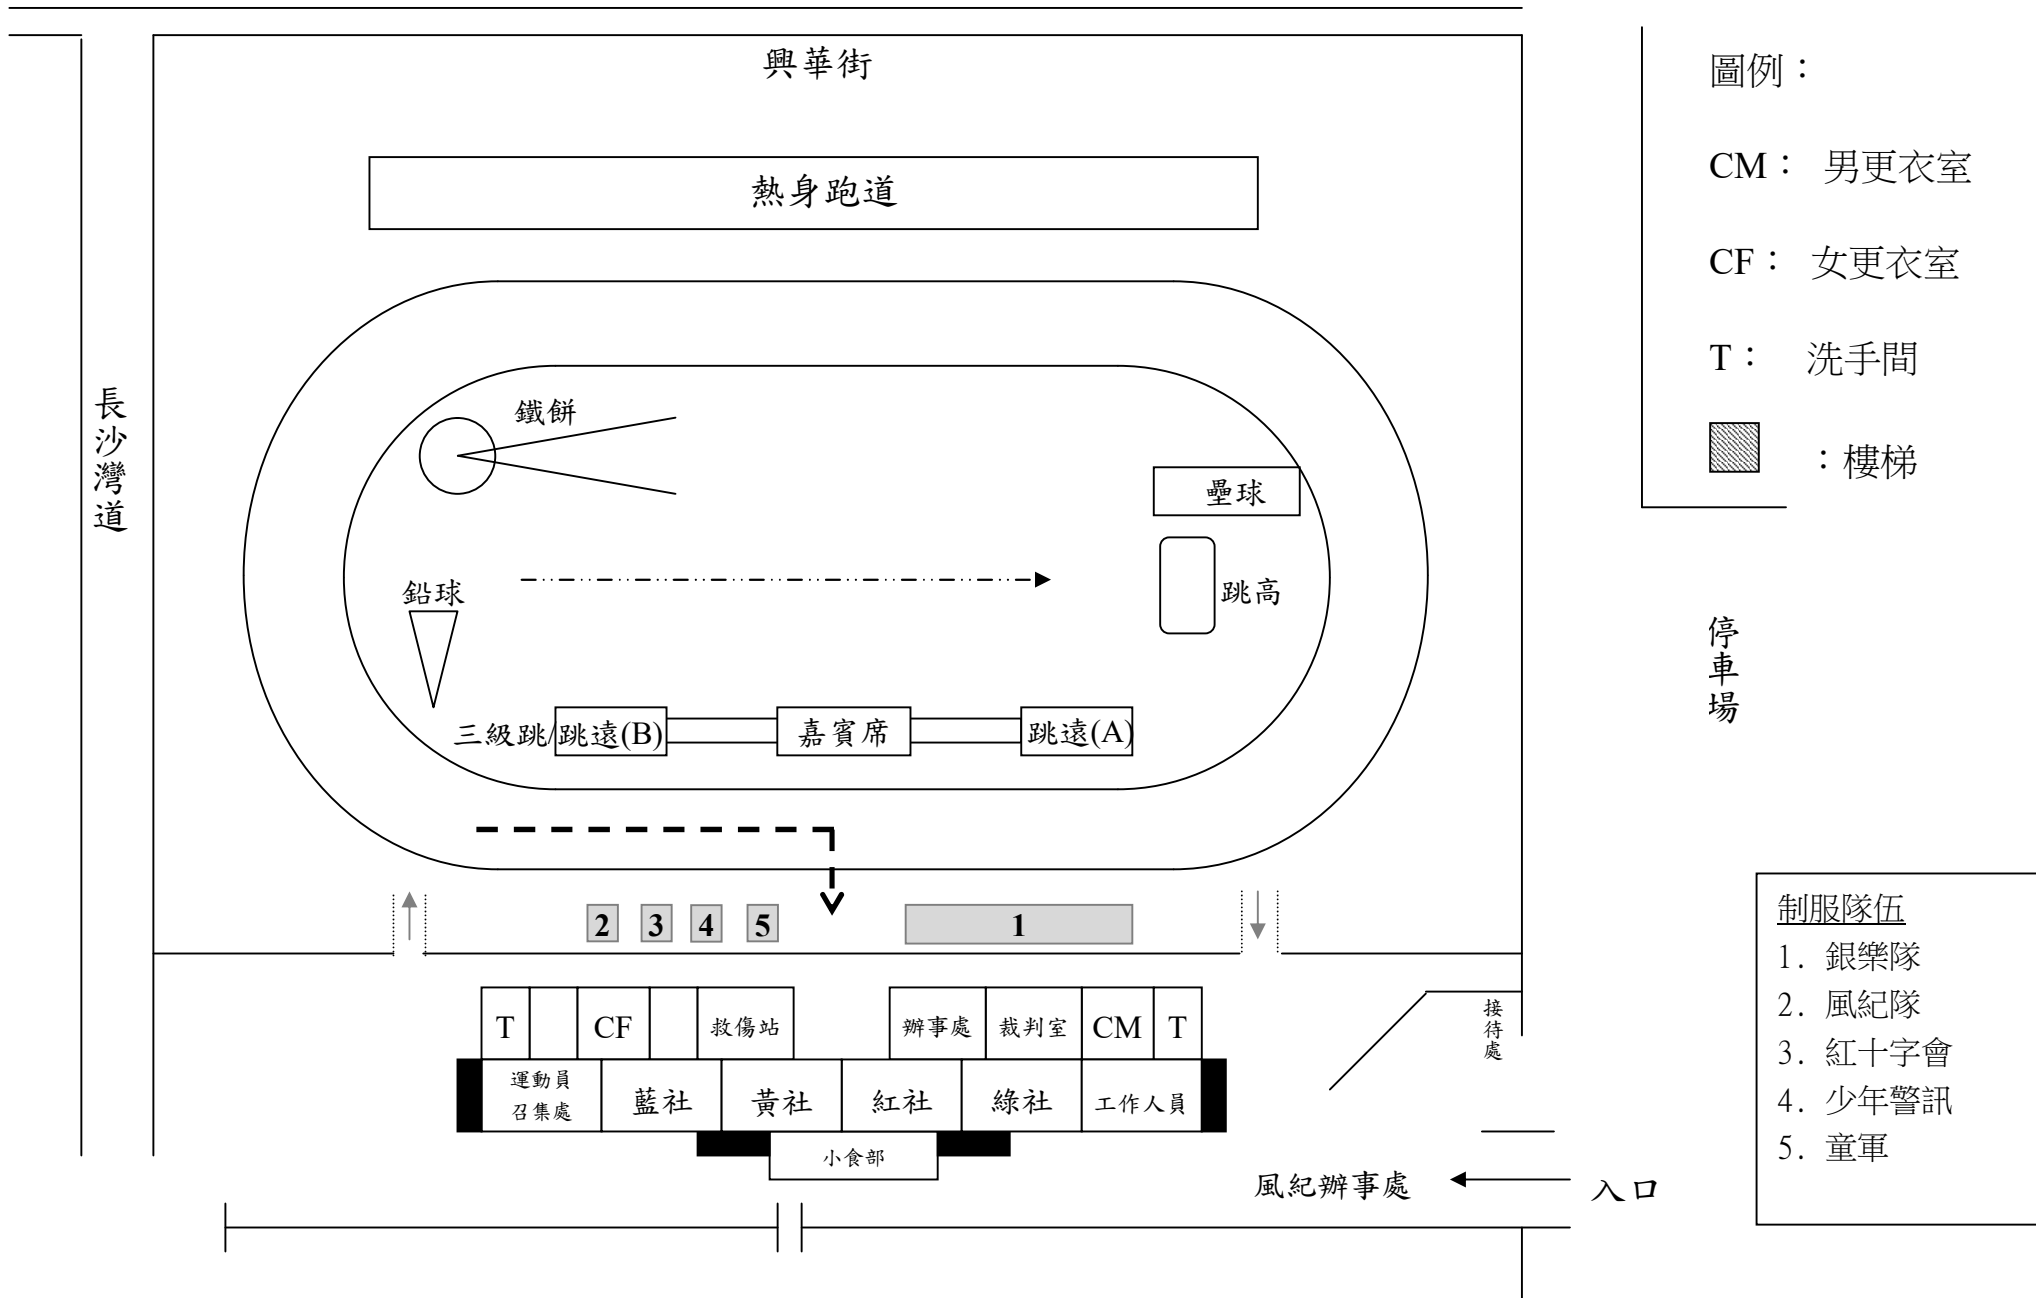 興華街
熱身跑道
長沙灣道
鐵餅
壘球
鉛球
跳高
三級跳/跳遠(B)
嘉賓席
跳遠(A)
2
3
4
5
1
T
CF
救傷站
辦事處
裁判室
CM
T
運動員
召集處
藍社
黃社
紅社
綠社
工作人員
小食部
接待處
風紀辦事處
入口
圖例：
CM： 男更衣室
CF： 女更衣室
T： 洗手間
：樓梯
停車場
制服隊伍
1. 銀樂隊
2. 風紀隊
3. 紅十字會
4. 少年警訊
5. 童軍